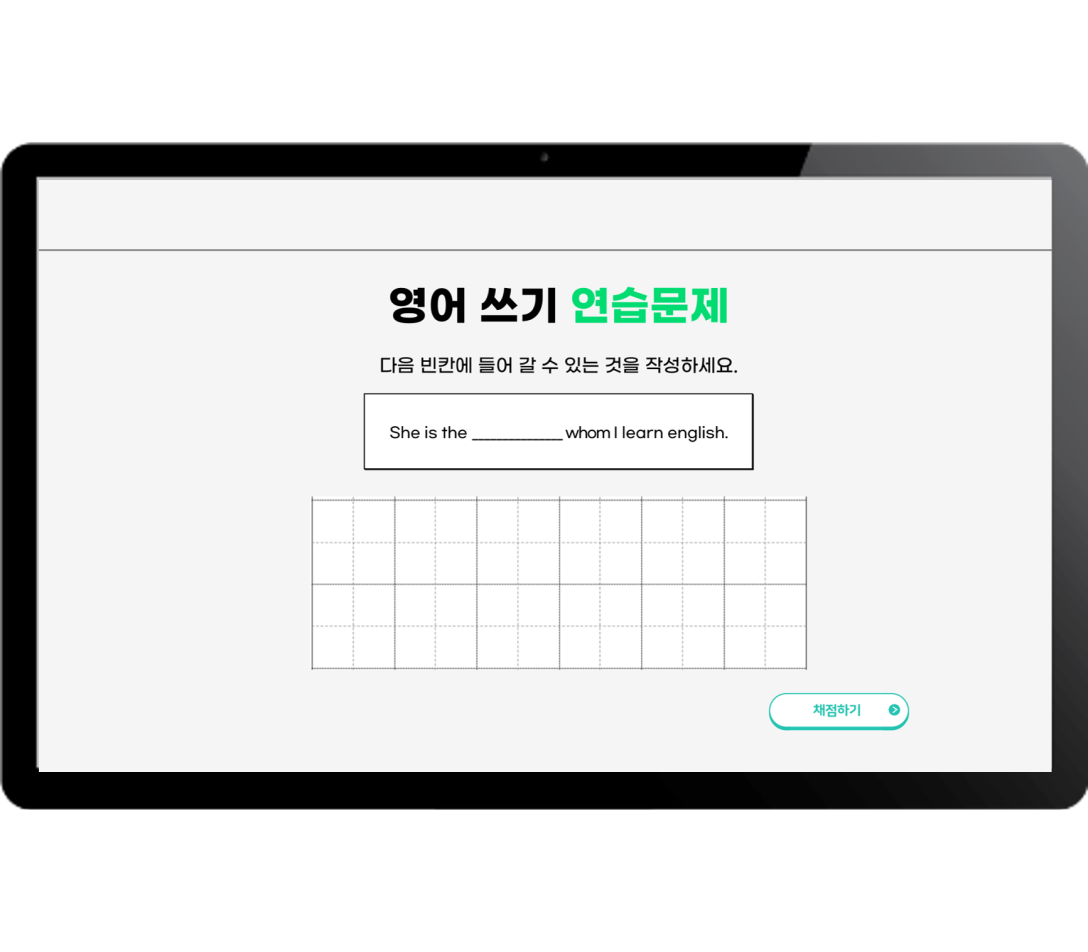 영어 쓰기 연습문제
다음 빈칸에 들어 갈 수 있는 것을 작성하세요.
She is the ____________ whom I learn english.
채점하기